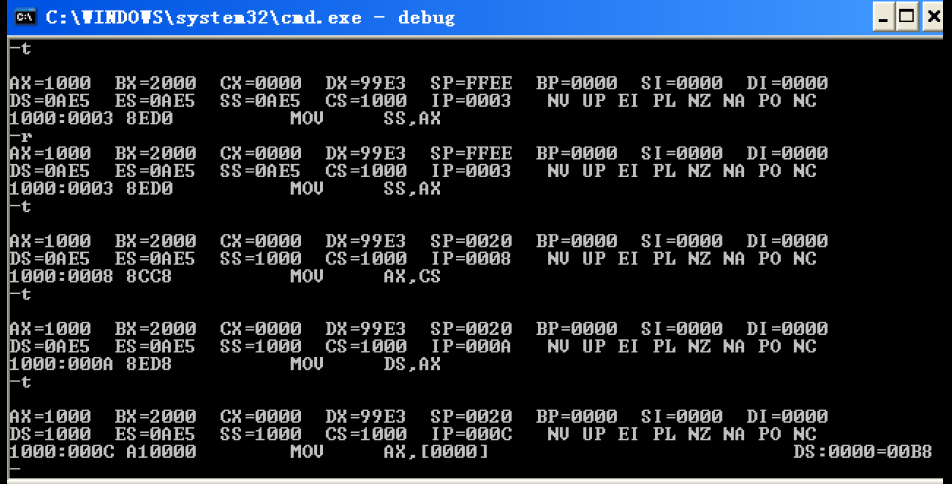 C:\WINDOWS\system32\cmd.exe - debug
-t
AX=1000 BX=2000 CX=0000 DX=99E3 SP=FFEE BP=0000 SI=0000 DI=0000
DS=0AE5 ES=0AE5 SS=0AE5 CS=1000 IP=0003 NV UP EI PL NZ NA PO NC
1000:0003 8ED0 MOV SS,AX
-r
AX=1000 BX=2000 CX=0000 DX=99E3 SP=FFEE BP=0000 SI=0000 DI=0000
DS=0AE5 ES=0AE5 SS=0AE5 CS=1000 IP=0003 NV UP EI PL NZ NA PO NC
1000:0003 8ED0 MOV SS,AX
-t
AX=1000 BX=2000 CX=0000 DX=99E3 SP=0020 BP=0000 SI=0000 DI=0000
DS=0AE5 ES=0AE5 SS=1000 CS=1000 IP=0008 NV UP EI PL NZ NA PO NC
1000:0008 8CC8 MOV AX,CS
-t
AX=1000 BX=2000 CX=0000 DX=99E3 SP=0020 BP=0000 SI=0000 DI=0000
DS=0AE5 ES=0AE5 SS=1000 CS=1000 IP=000A NV UP EI PL NZ NA PO NC
1000:000A 8ED8 MOV DS,AX
-t
AX=1000 BX=2000 CX=0000 DX=99E3 SP=0020 BP=0000 SI=0000 DI=0000
DS=1000 ES=0AE5 SS=1000 CS=1000 IP=000C NV UP EI PL NZ NA PO NC
1000:000C A10000 MOV AX,[0000] DS:0000=00B8
-